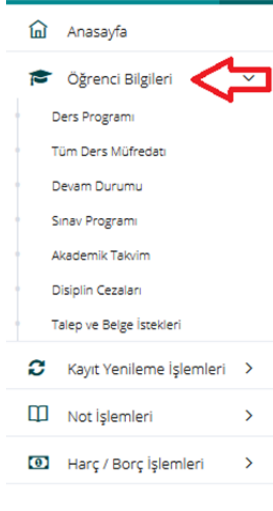 Anasayfa
Öğrenci Bilgileri
Ders Programı
Tüm Ders Müfredatı
Devam Durumu
Sınav Programı
Akademik Takvim
Disiplin Cezaları
Talep ve Belge İstekleri
Kayıt Yenileme İşlemleri
Not İşlemleri
Harç / Borç İşlemleri